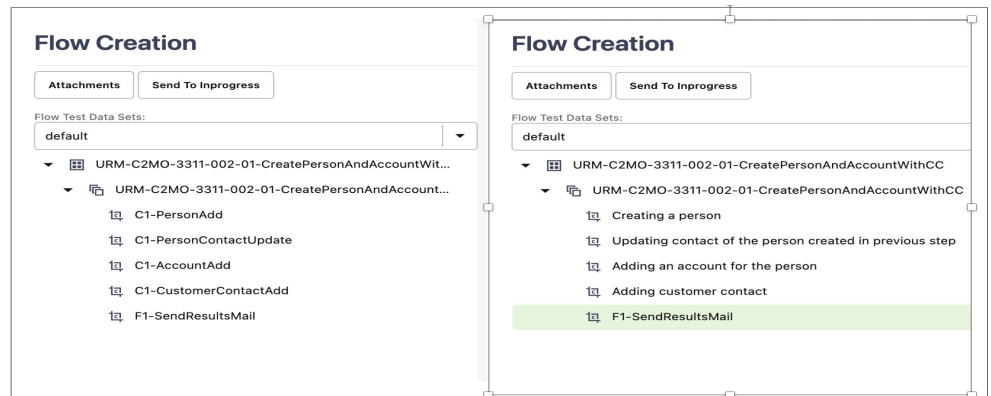 Flow Creation
Attachments
Send To Inprogress
Flow Test Data Sets:
default
URM-C2MO-3311-002-01-CreatePersonAndAccountWit...
URM-C2MO-3311-002-01-CreatePersonAndAccount...
C1-PersonAdd
C1-PersonContactUpdate
C1-AccountAdd
C1-CustomerContactAdd
F1-SendResultsMail
Flow Creation
Attachments
Send To Inprogress
Flow Test Data Sets:
default
URM-C2MO-3311-002-01-CreatePersonAndAccountWithCC
URM-C2MO-3311-002-01-CreatePersonAndAccountWithCC
Creating a person
Updating contact of the person created in previous step
Adding an account for the person
Adding customer contact
F1-SendResultsMail